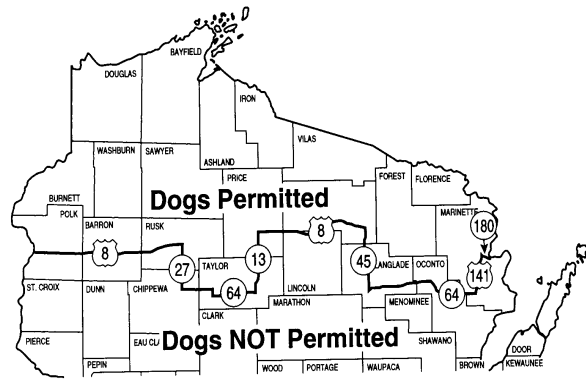 BAYFIELD
DOUGLAS
IRON
VILAS
WASHBURN
SAWYER
ASHLAND
PRICE
FOREST
FLORENCE
Dogs Permitted
BURNETT
POLK
MARINETTE
BARRON
RUSK
8
180
8
13
27
TAYLOR
45
LANGLADE
OCONTO
141
ST. CROIX
DUNN
CHIPPEWA
64
LINCOLN
64
MARATHON
MENOMINEE
CLARK
PIERCE
EAU CLA
Dogs NOT Permitted
SHAWANO
DOOR
PEPIN
WOOD
PORTAGE
WAUPACA
BROWN
KEWAUNEE